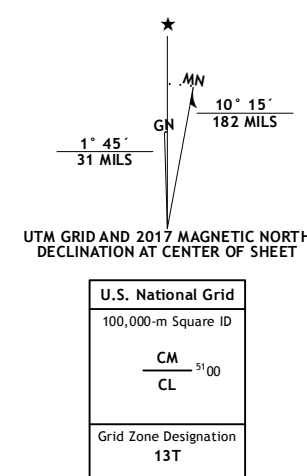 ★
MN
GN
10° 15´
182 MILS
1° 45´
31 MILS
UTM GRID AND 2017 MAGNETIC NORTH
DECLINATION AT CENTER OF SHEET
U.S. National Grid
100,000-m Square ID
CM
5100
CL
Grid Zone Designation
13T